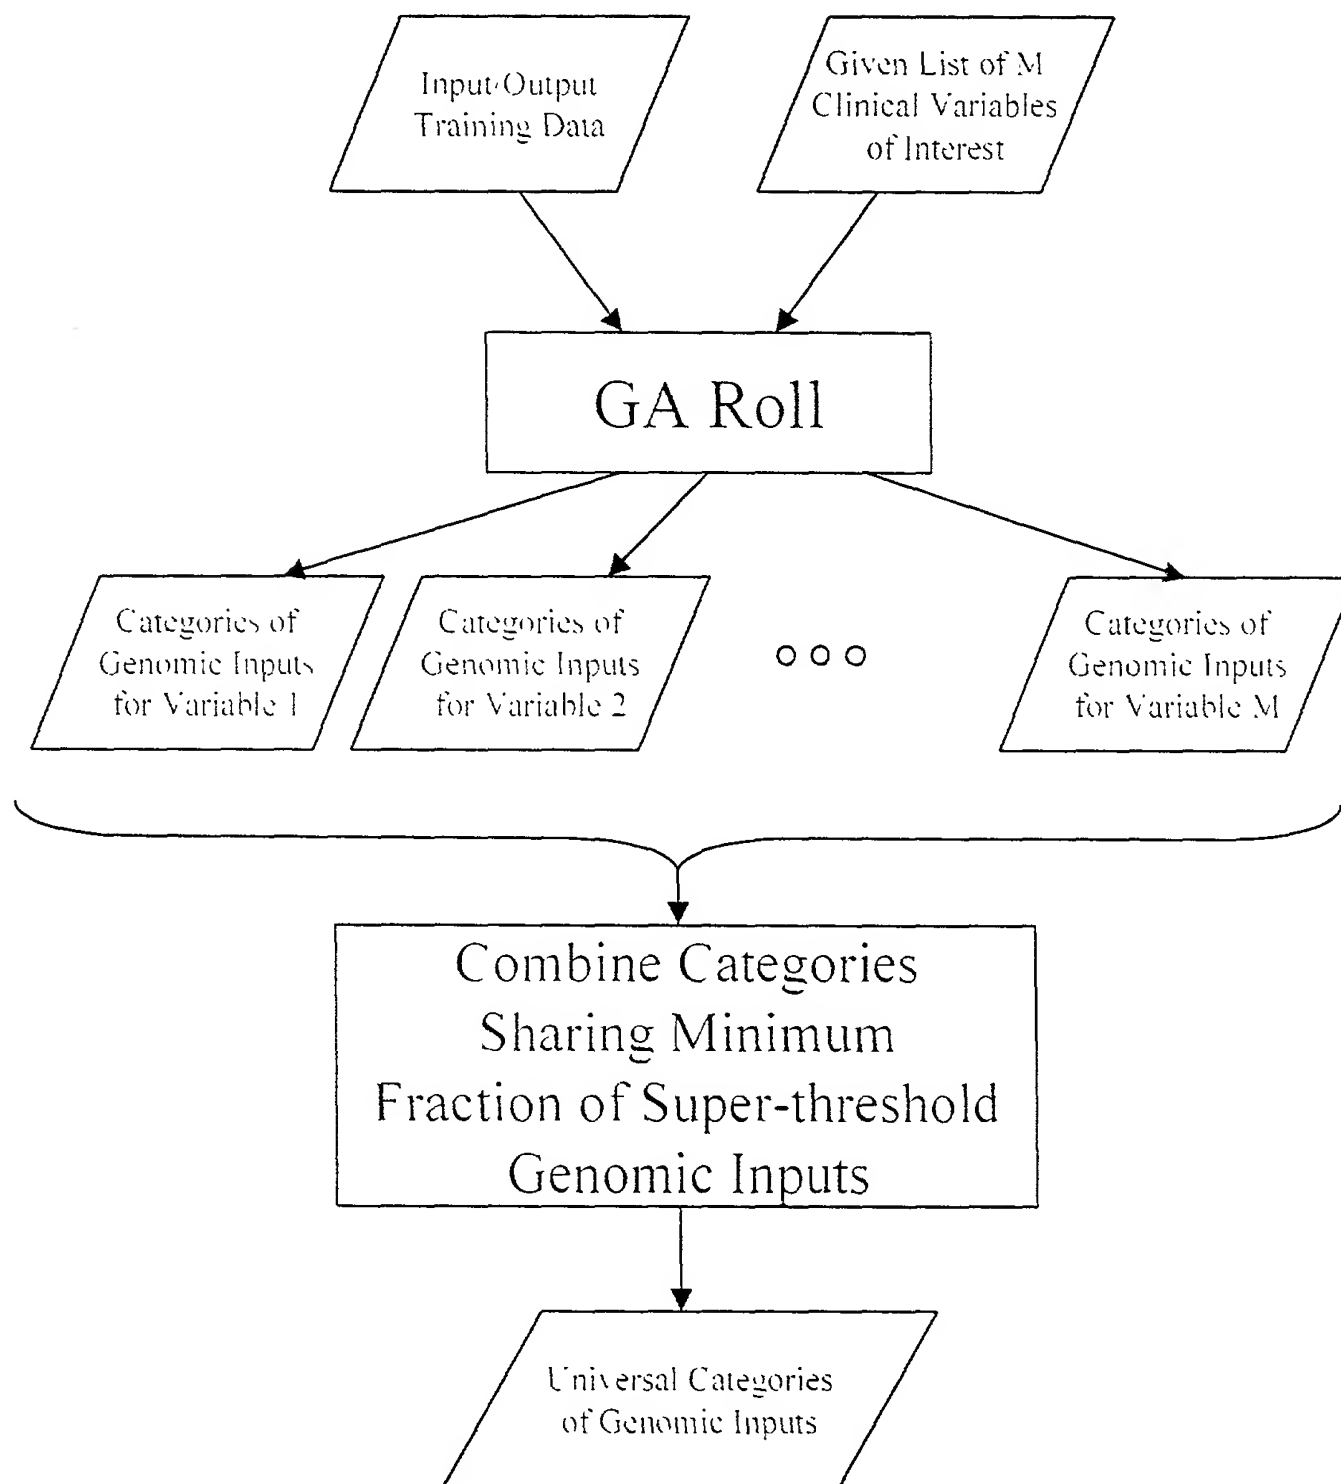 Input/Output
Training Data
Given List of M
Clinical Variables
of Interest
GA Roll
Categories of
Genomic Inputs
for Variable 1
Categories of
Genomic Inputs
for Variable 2
Categories of
Genomic Inputs
for Variable M
Combine Categories
Sharing Minimum
Fraction of Super-threshold
Genomic Inputs
Universal Categories
of Genomic Inputs